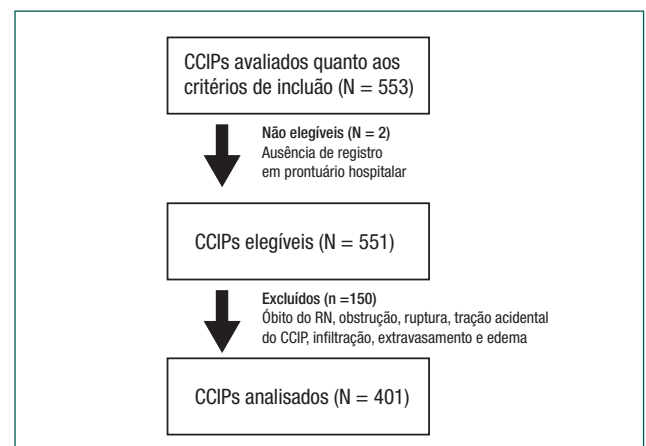 CCIPs avaliados quanto aos
critérios de inclusão (N = 553)
Não elegíveis (N = 2)
Ausência de registro
em prontuário hospitalar
CCIPs elegíveis (N = 551)
Excluídos (n =150)
Óbito do RN, obstrução, ruptura, tração acidental
do CCIP, infiltração, extravasamento e edema
CCIPs analisados (N = 401)